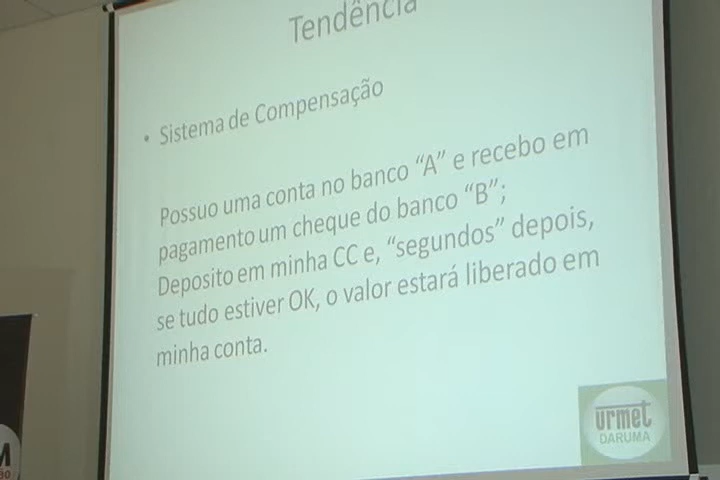 Tendência
• Sistema de Compensação
Possuo uma conta no banco “A” e recebo em
pagamento um cheque do banco “B”;
Deposito em minha CC e, “segundos” depois,
se tudo estiver OK, o valor estará liberado em
minha conta.
urmet
DARUMA